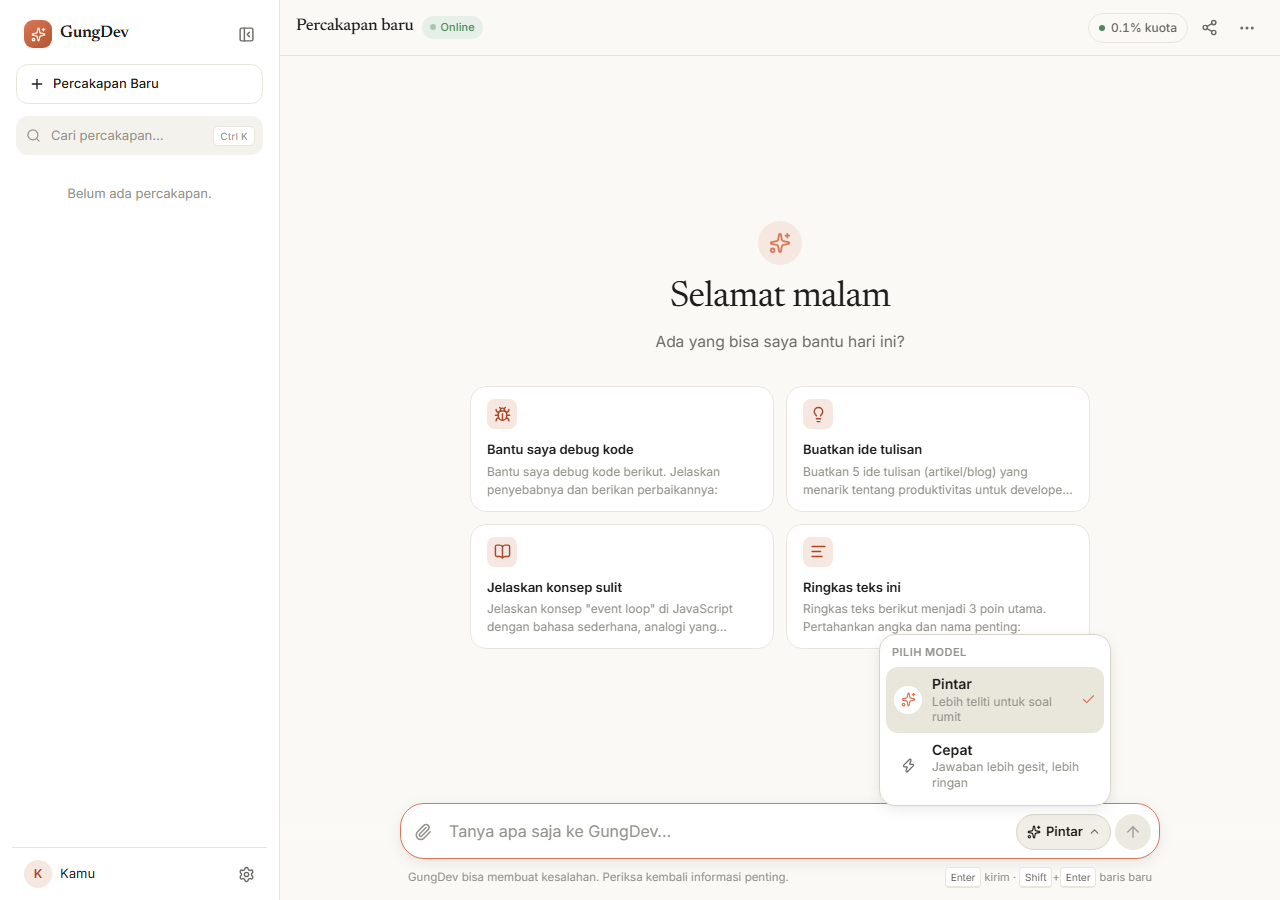 GungDev
Percakapan Baru
Cari percakapan...
Ctrl K
Belum ada percakapan.
K
Kamu
Percakapan baru
Online
0.1% kuota
Selamat malam
Ada yang bisa saya bantu hari ini?
Bantu saya debug kode
Bantu saya debug kode berikut. Jelaskan
penyebabnya dan berikan perbaikannya:
Buatkan ide tulisan
Buatkan 5 ide tulisan (artikel/blog) yang
menarik tentang produktivitas untuk develope...
Jelaskan konsep sulit
Jelaskan konsep "event loop" di JavaScript
dengan bahasa sederhana, analogi yang...
Ringkas teks ini
Ringkas teks berikut menjadi 3 poin utama.
Pertahankan angka dan nama penting:
PILIH MODEL
Pintar
Lebih teliti untuk soal
rumit
Cepat
Jawaban lebih gesit, lebih
ringan
Tanya apa saja ke GungDev...
Pintar
GungDev bisa membuat kesalahan. Periksa kembali informasi penting.
Enter kirim · Shift + Enter baris baru